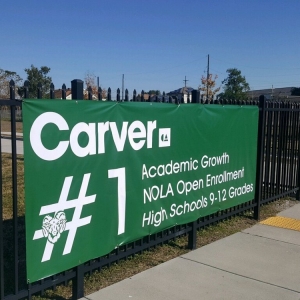 Carver
#1
Academic Growth
NOLA Open Enrollment
High Schools 9-12 Grades